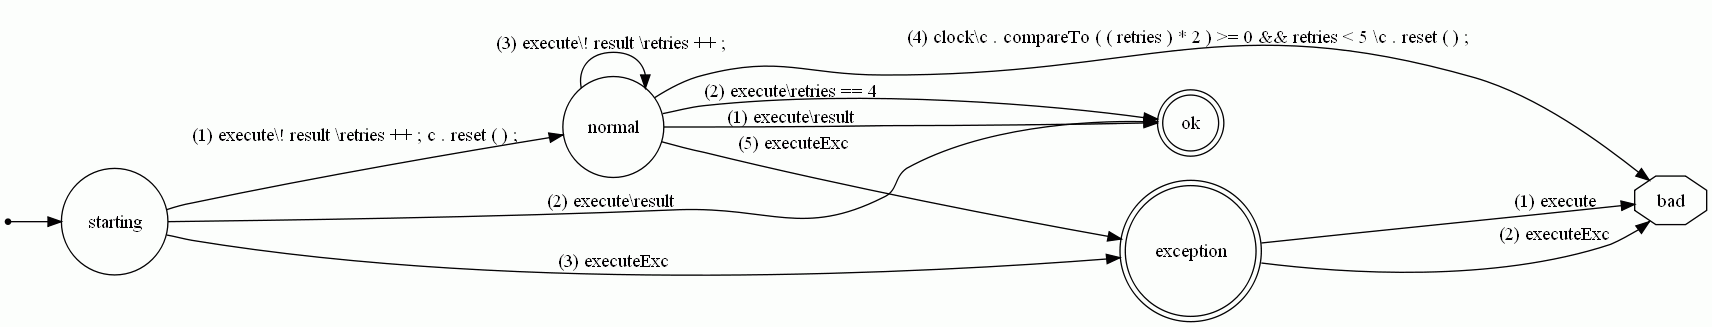 (4) clock\c . compareTo ( ( retries ) * 2 ) >= 0 && retries < 5 \c . reset ( ) ;
(3) execute\! result \retries ++ ;
(2) execute\retries == 4
(1) execute\result
normal
ok
(1) execute\! result \retries ++ ; c . reset ( ) ;
(5) executeExc
(2) execute\result
(1) execute
bad
starting
(2) executeExc
exception
(3) executeExc